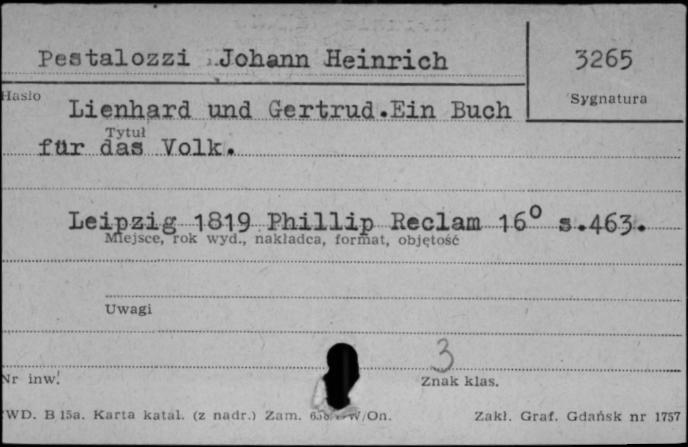 Pestalozzi Johann Heinrich 3265
Hasło Sygnatura
Lienhard und Gertrud.Ein Buch
Tytuł
für das Volk.
Leipzig 1819 Phillip Reclam 16° s.463.
Miejsce, rok wyd., nakładca, format, objętość
Uwagi
3
Nr inw. Znak klas.
WD. B 15a. Karta katal. (z nadr.) Zam. W/On. Zakł. Graf. Gdańsk nr 1757